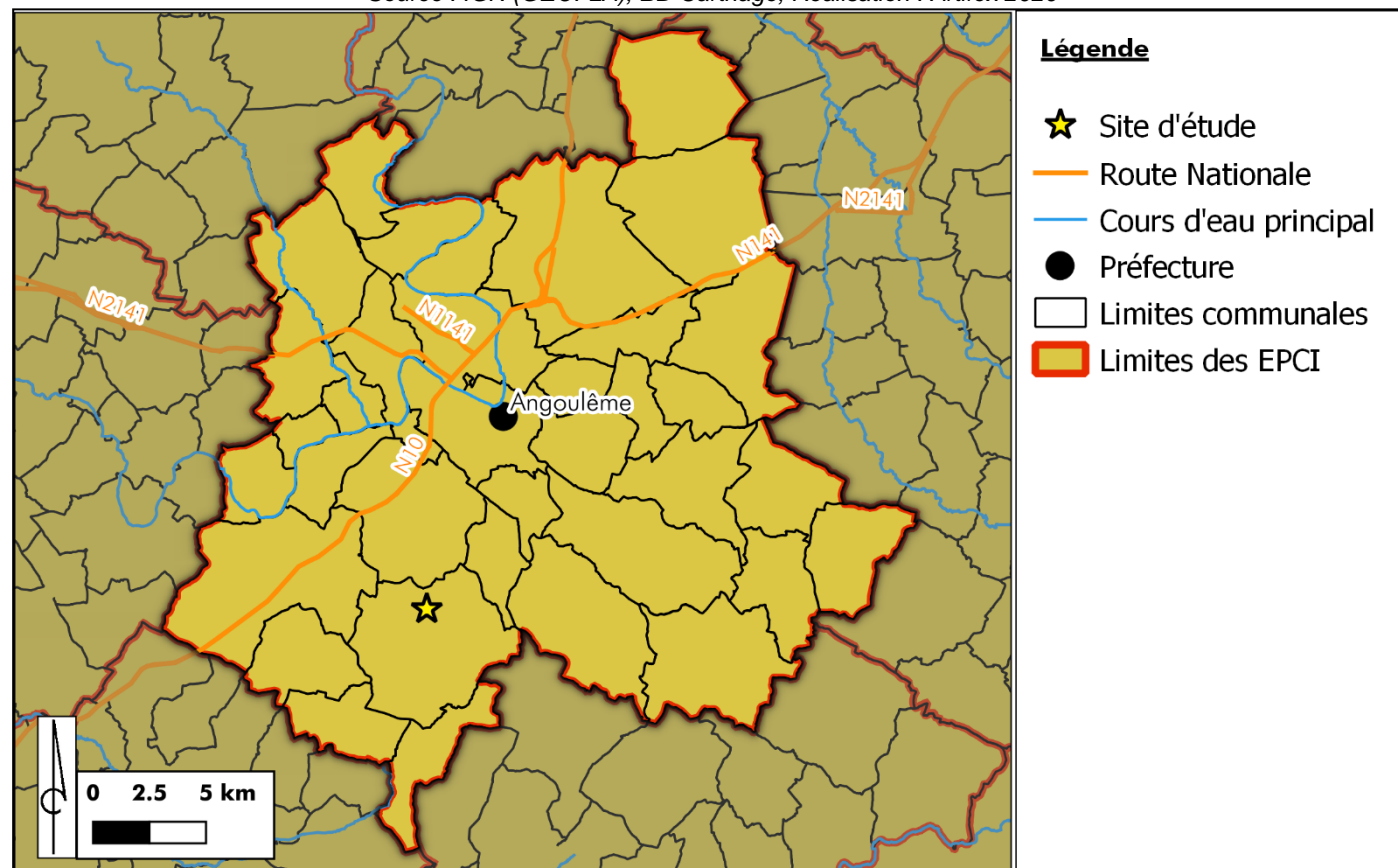 Légende
Site d'étude
Route Nationale
Cours d'eau principal
Préfecture
Limites communales
Limites des EPCI
N2141
N141
N2141
N1141
Angoulême
N10
0 2.5 5 km